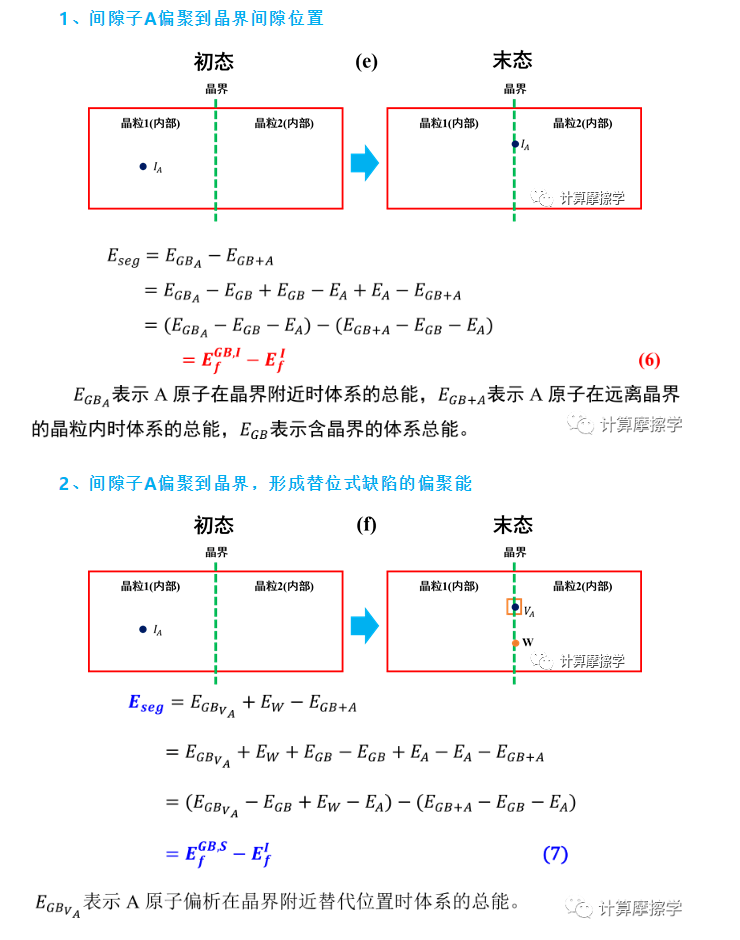 1、间隙子A偏聚到晶界间隙位置
初态 (e) 末态
晶界 晶界
晶粒1(内部) 晶粒2(内部) 晶粒1(内部) 晶粒2(内部)
I_A I_A
计算摩擦学
E_{seg} = E_{GB_A} − E_{GB+A}
= E_{GB_A} − E_{GB} + E_{GB} − E_A + E_A − E_{GB+A}
= (E_{GB_A} − E_{GB} − E_A) − (E_{GB+A} − E_{GB} − E_A)
= E_f^{GB,I} − E_f^I (6)
E_{GB_A}表示 A 原子在晶界附近时体系的总能，E_{GB+A}表示 A 原子在远离晶界
的晶粒内时体系的总能，E_{GB}表示含晶界的体系总能。
计算摩擦学
2、间隙子A偏聚到晶界，形成替位式缺陷的偏聚能
初态 (f) 末态
晶界 晶界
晶粒1(内部) 晶粒2(内部) 晶粒1(内部) 晶粒2(内部)
I_A V_A
W
计算摩擦学
E_{seg} = E_{GB_{V_A}} + E_W − E_{GB+A}
= E_{GB_{V_A}} + E_W + E_{GB} − E_{GB} + E_A − E_A − E_{GB+A}
= (E_{GB_{V_A}} − E_{GB} + E_W − E_A) − (E_{GB+A} − E_{GB} − E_A)
= E_f^{GB,S} − E_f^I (7)
E_{GB_{V_A}}表示 A 原子偏析在晶界附近替代位置时体系的总能。
计算摩擦学